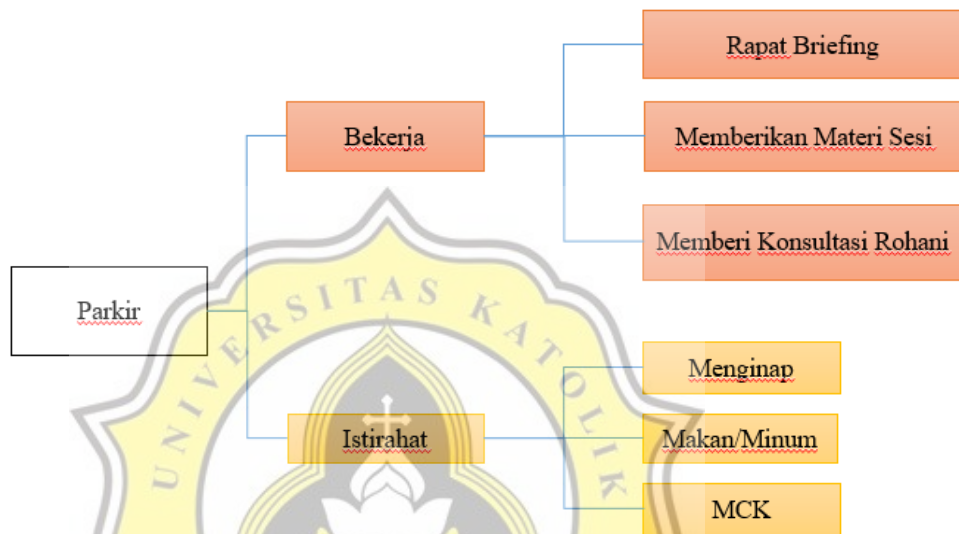 Rapat Briefing
Bekerja
Memberikan Materi Sesi
Memberi Konsultasi Rohani
Parkir
Menginap
Istirahat
Makan/Minum
MCK
UNIVERSITAS KATOLIK